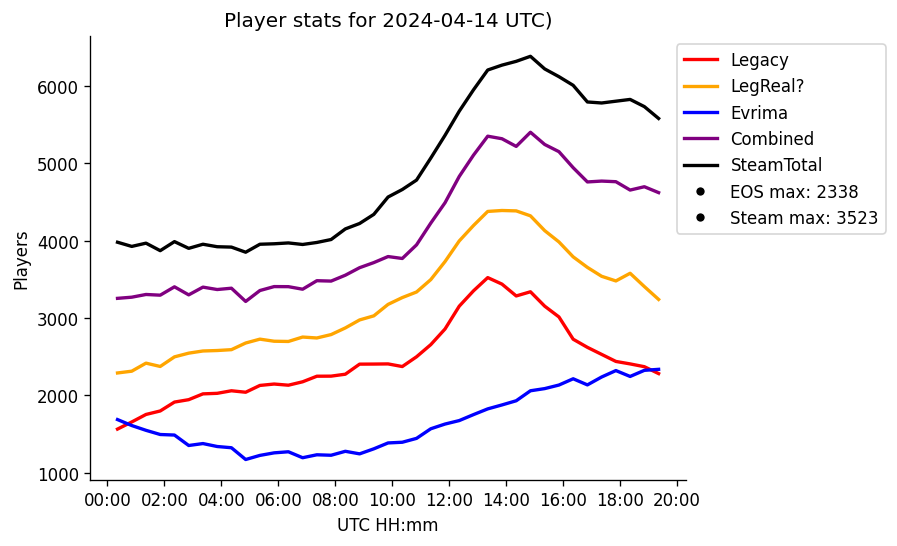 Player stats for 2024-04-14 UTC)
Legacy
LegReal?
Evrima
Combined
SteamTotal
EOS max: 2338
Steam max: 3523
Players
6000
5000
4000
3000
2000
1000
00:00 02:00 04:00 06:00 08:00 10:00 12:00 14:00 16:00 18:00 20:00
UTC HH:mm